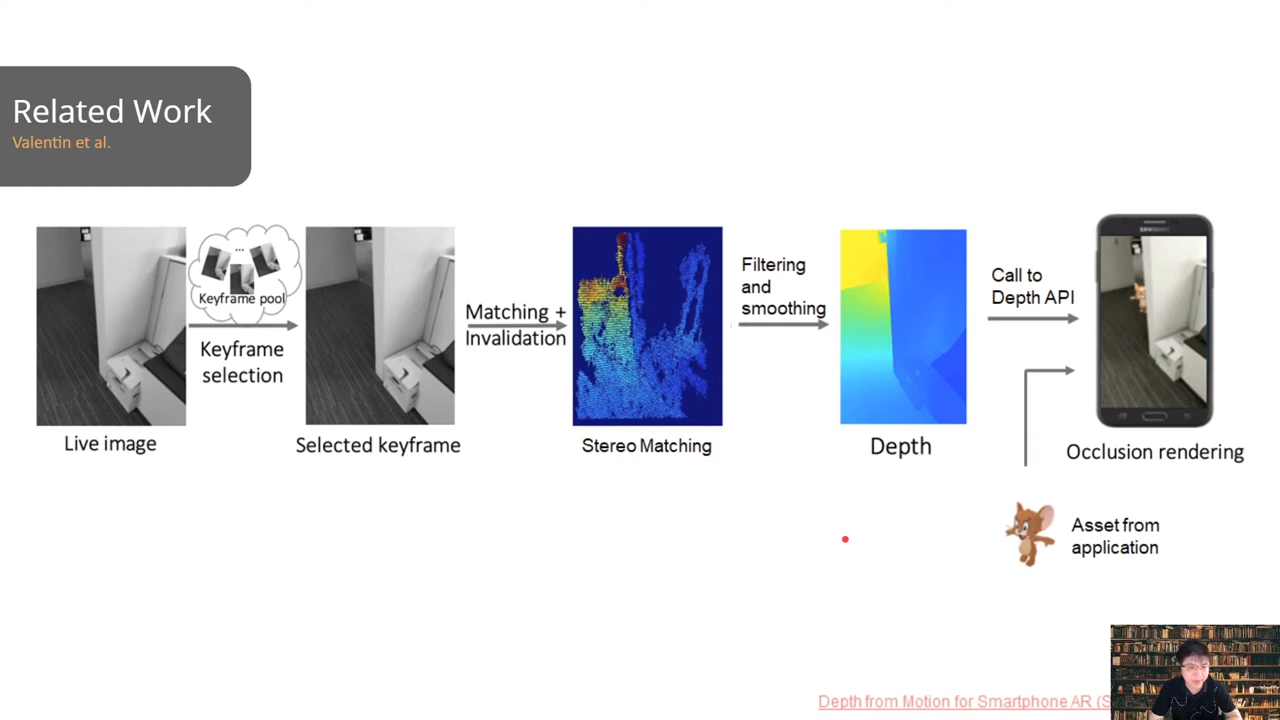 Related Work
Valentin et al.
Keyframe pool
Keyframe
selection
Matching +
Invalidation
Filtering
and
smoothing
Call to
Depth API
Live image
Selected keyframe
Stereo Matching
Depth
Occlusion rendering
Asset from
application
Depth from Motion for Smartphone AR (S